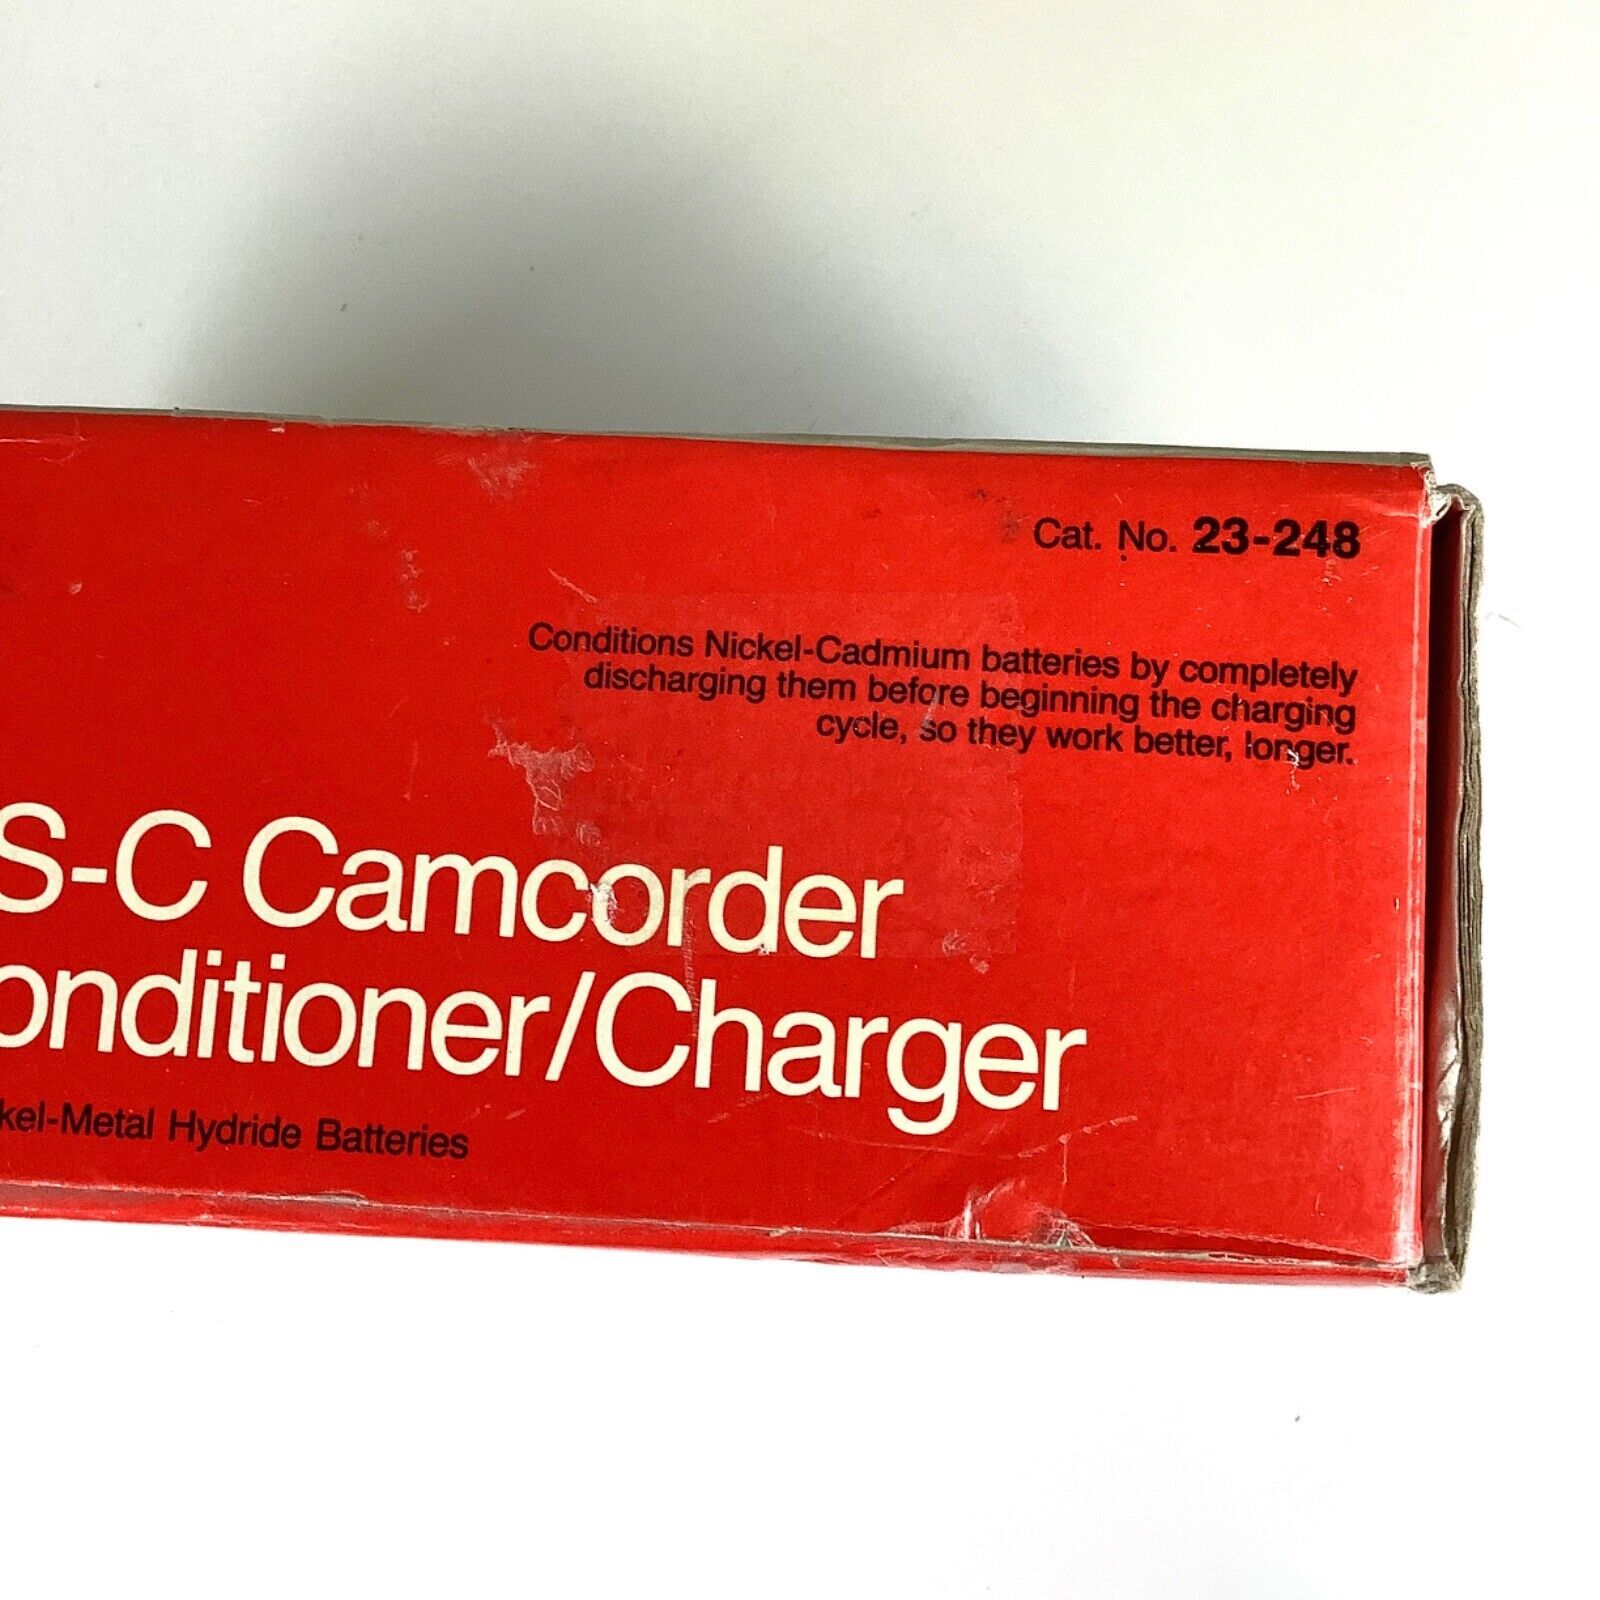 Cat. No. 23-248
Conditions Nickel-Cadmium batteries by completely
discharging them before beginning the charging
cycle, so they work better, longer.
S-C Camcorder
onditioner/Charger
kel-Metal Hydride Batteries